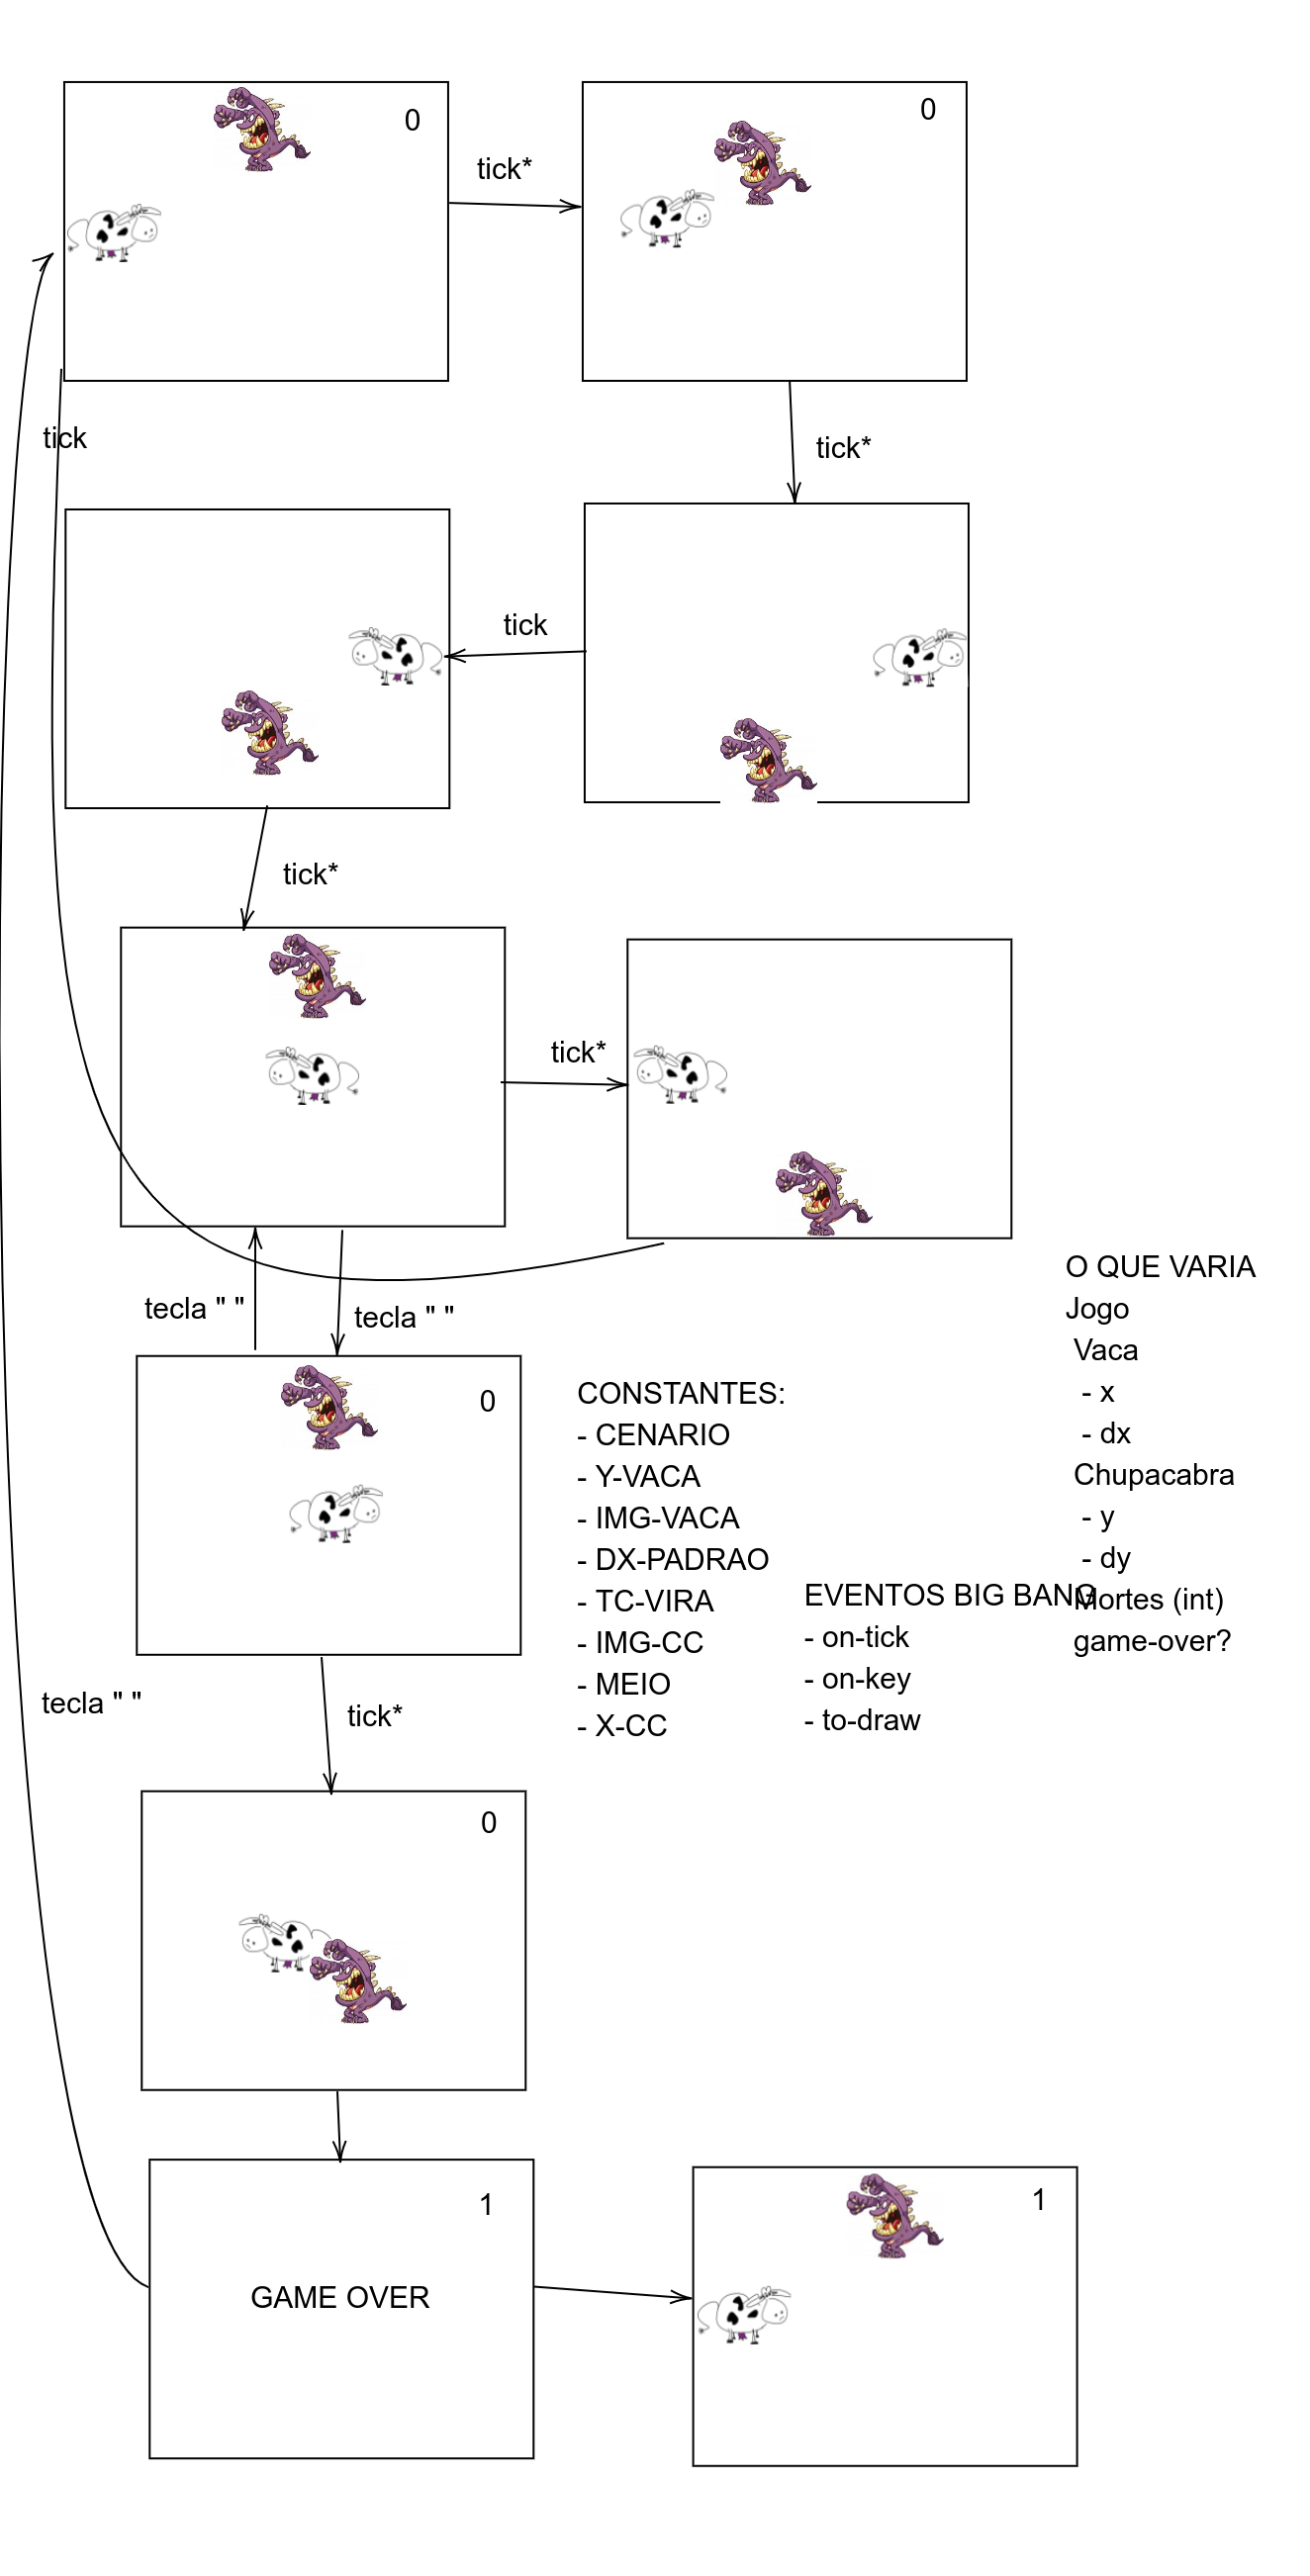 0
0
tick*
tick*
tick
tick
tick*
tick*
tecla " "
tecla " "
0
CONSTANTES:
- CENARIO
- Y-VACA
- IMG-VACA
- DX-PADRAO
- TC-VIRA
- IMG-CC
- MEIO
- X-CC
EVENTOS BIG BANG
- on-tick
- on-key
- to-draw
O QUE VARIA
Jogo
Vaca
- x
- dx
Chupacabra
- y
- dy
Mortes (int)
game-over?
tecla " "
tick*
0
1
GAME OVER
1